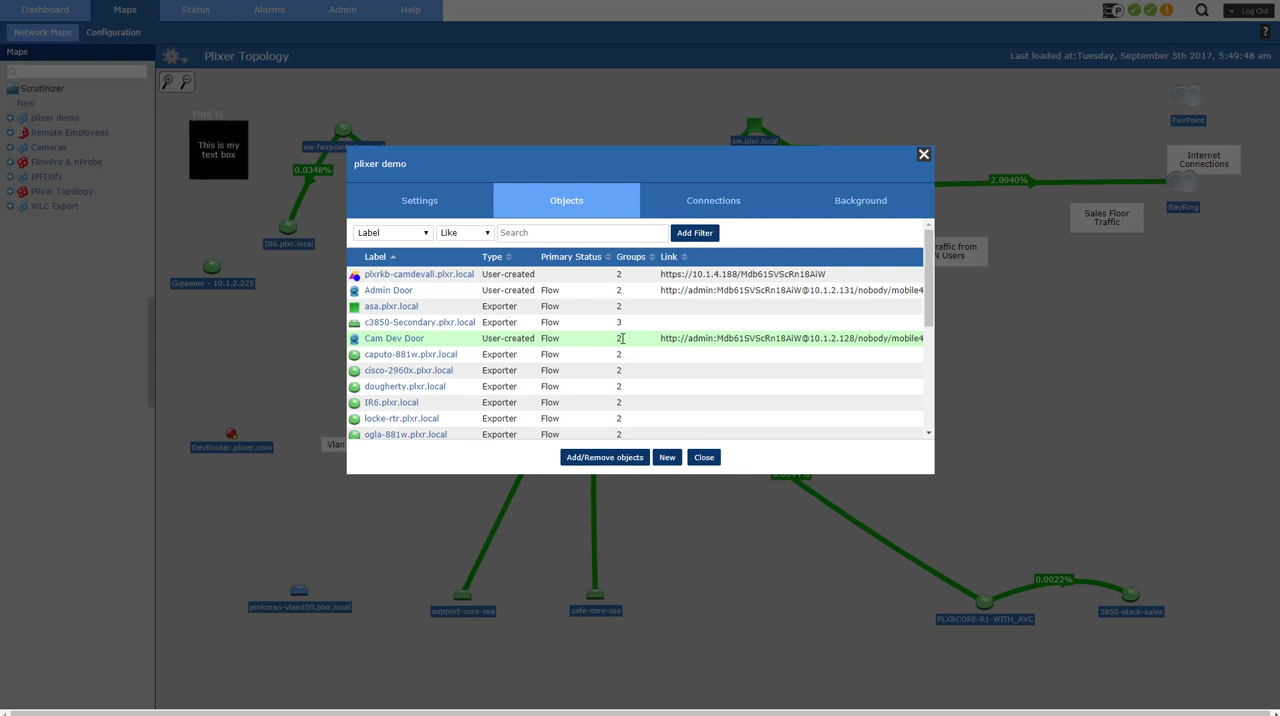 Dashboard Maps Status Alarms Admin Help P Log Out
Network Maps Configuration ?
Maps
Plixer Topology
Last loaded at:Tuesday, September 5th 2017, 5:49:48 am
Scrutinizer
New
plixer demo
Remote Employees
Cameras
FlowPro & nProbe
IPFIXify
Plixer Topology
WLC Export
THIS IS
This is my
text box
0.0348%
IR6.plxr.local
Gigamon - 10.1.2.225
sw.plxr.local
FairPoint
Internet
Connections
2.0940%
BayRing
Sales Floor
Traffic
N Users
plixer demo
Settings Objects Connections Background
Label Like Search Add Filter
Label Type Primary Status Groups Link
plxrkb-camdevall.plxr.local User-created 2 https://10.1.4.188/Mdb61SVScRn18AiW
Admin Door User-created Flow 2 http://admin:Mdb61SVScRn18AiW@10.1.2.131/nobody/mobile4
asa.plxr.local Exporter Flow 2
c3850-Secondary.plxr.local Exporter Flow 3
Cam Dev Door User-created Flow 2 http://admin:Mdb61SVScRn18AiW@10.1.2.128/nobody/mobile4
caputo-881w.plxr.local Exporter Flow 2
cisco-2960x.plxr.local Exporter Flow 2
dougherty.plxr.local Exporter Flow 2
IR6.plxr.local Exporter Flow 2
locke-rtr.plxr.local Exporter Flow 2
ogla-881w.plxr.local Exporter Flow 2
Add/Remove objects New Close
DevRouter.plixer.com
Vlan
pinkman-vlan100.plxr.local
support-core-ssa
cafe-core-ssa
0.0022%
PLXRCORE-R1-WITH_AVC
3850-stack-sales